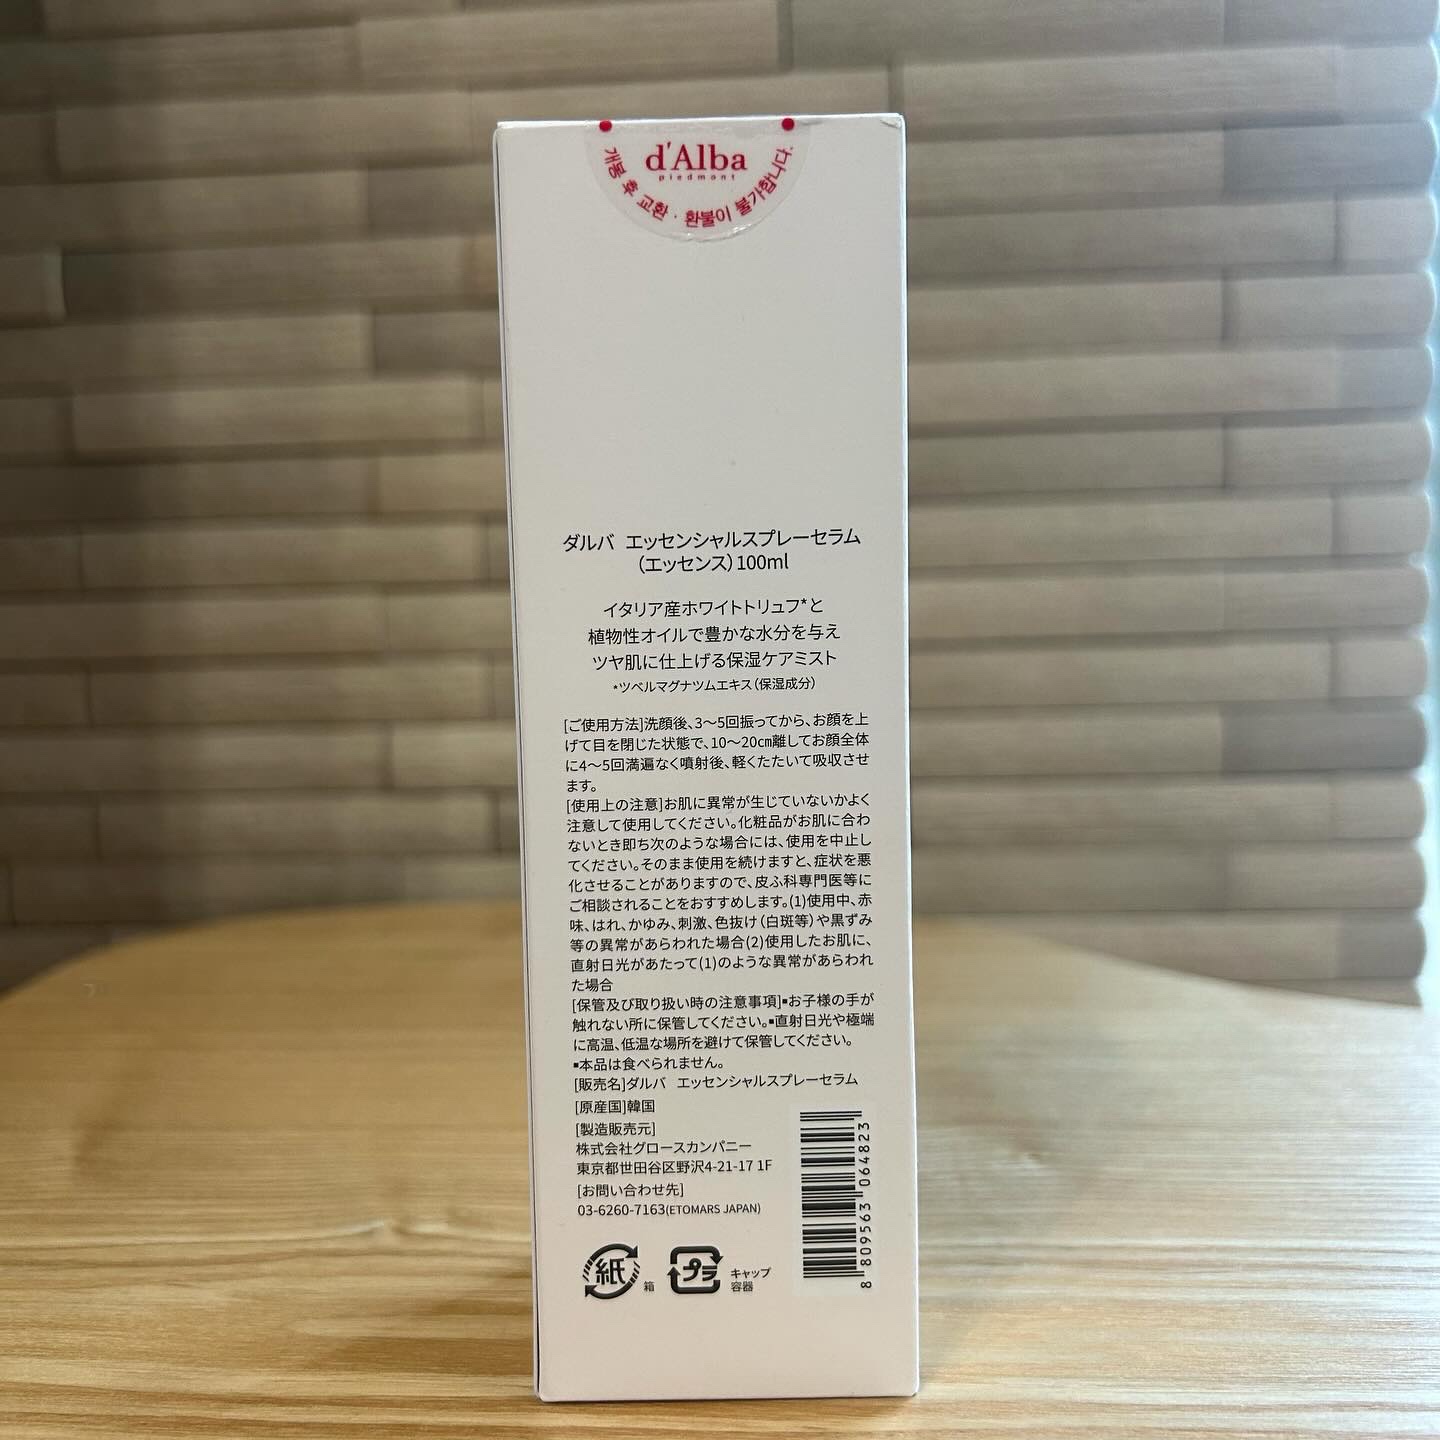 d'Alba
piedmont
개봉 후 교환·환불이 불가합니다.
ダルバ エッセンシャルスプレーセラム
（エッセンス）100ml
イタリア産ホワイトトリュフ*と
植物性オイルで豊かな水分を与え
ツヤ肌に仕上げる保湿ケアミスト
*ツベルマグナツムエキス（保湿成分）
[ご使用方法]洗顔後、3～5回振ってから、お顔を上
げて目を閉じた状態で、10～20㎝離してお顔全体
に4～5回満遍なく噴射後、軽くたたいて吸収させ
ます。
[使用上の注意]お肌に異常が生じていないかよく
注意して使用してください。化粧品がお肌に合わ
ないとき即ち次のような場合には、使用を中止し
てください。そのまま使用を続けますと、症状を悪
化させることがありますので、皮ふ科専門医等に
ご相談されることをおすすめします。(1)使用中、赤
味、はれ、かゆみ、刺激、色抜け（白斑等）や黒ずみ
等の異常があらわれた場合(2)使用したお肌に、
直射日光があたって(1)のような異常があらわれ
た場合
[保管及び取り扱い時の注意事項]▪お子様の手が
触れない所に保管してください。▪直射日光や極端
に高温、低温な場所を避けて保管してください。
▪本品は食べられません。
[販売名]ダルバ エッセンシャルスプレーセラム
[原産国]韓国
[製造販売元]
株式会社グロースカンパニー
東京都世田谷区野沢4-21-17 1F
[お問い合わせ先]
03-6260-7163(ETOMARS JAPAN)
8 809563 064823
紙 箱
プラ キャップ
容器